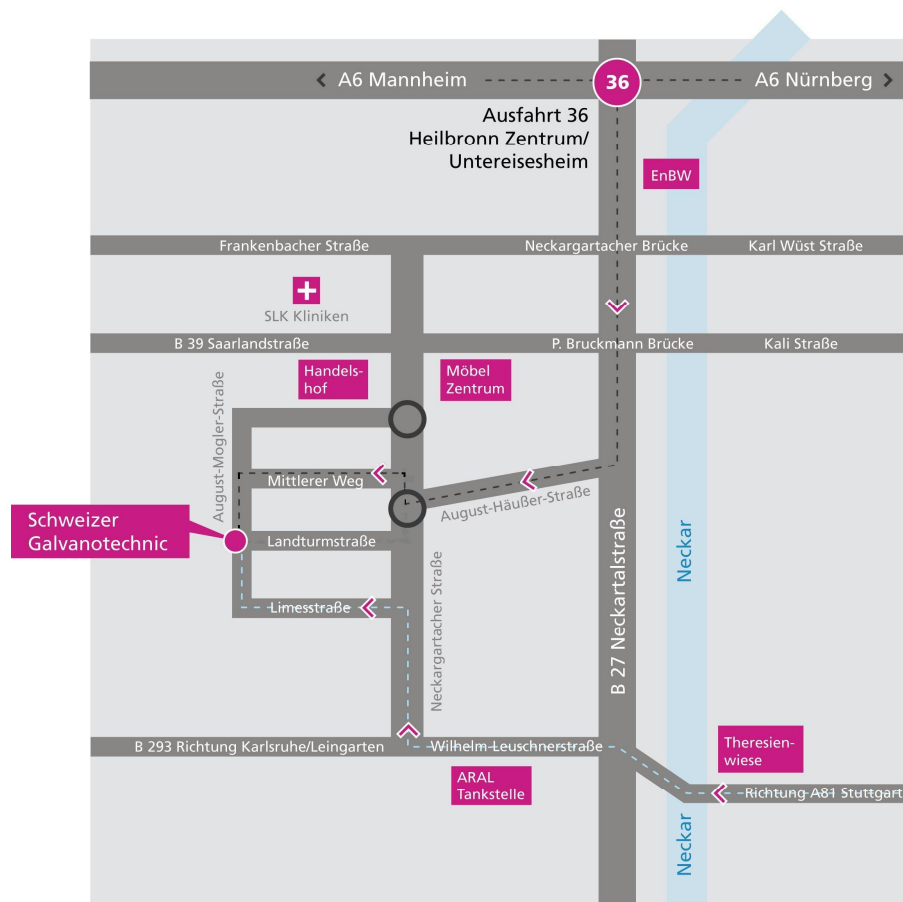 A6 Mannheim
36
A6 Nürnberg
Ausfahrt 36
Heilbronn Zentrum/
Untereisesheim
EnBW
Frankenbacher Straße
Neckargartacher Brücke
Karl Wüst Straße
SLK Kliniken
B 39 Saarlandstraße
P. Bruckmann Brücke
Kali Straße
Handels-
hof
Möbel
Zentrum
August-Mogler-Straße
Mittlerer Weg
August-Häußer-Straße
Schweizer
Galvanotechnic
Landturmstraße
Neckar
Limesstraße
Neckargartacher Straße
B 27 Neckartalstraße
B 293 Richtung Karlsruhe/Leingarten
Wilhelm-Leuschnerstraße
Theresien-
wiese
ARAL
Tankstelle
Richtung A81 Stuttgart
Neckar